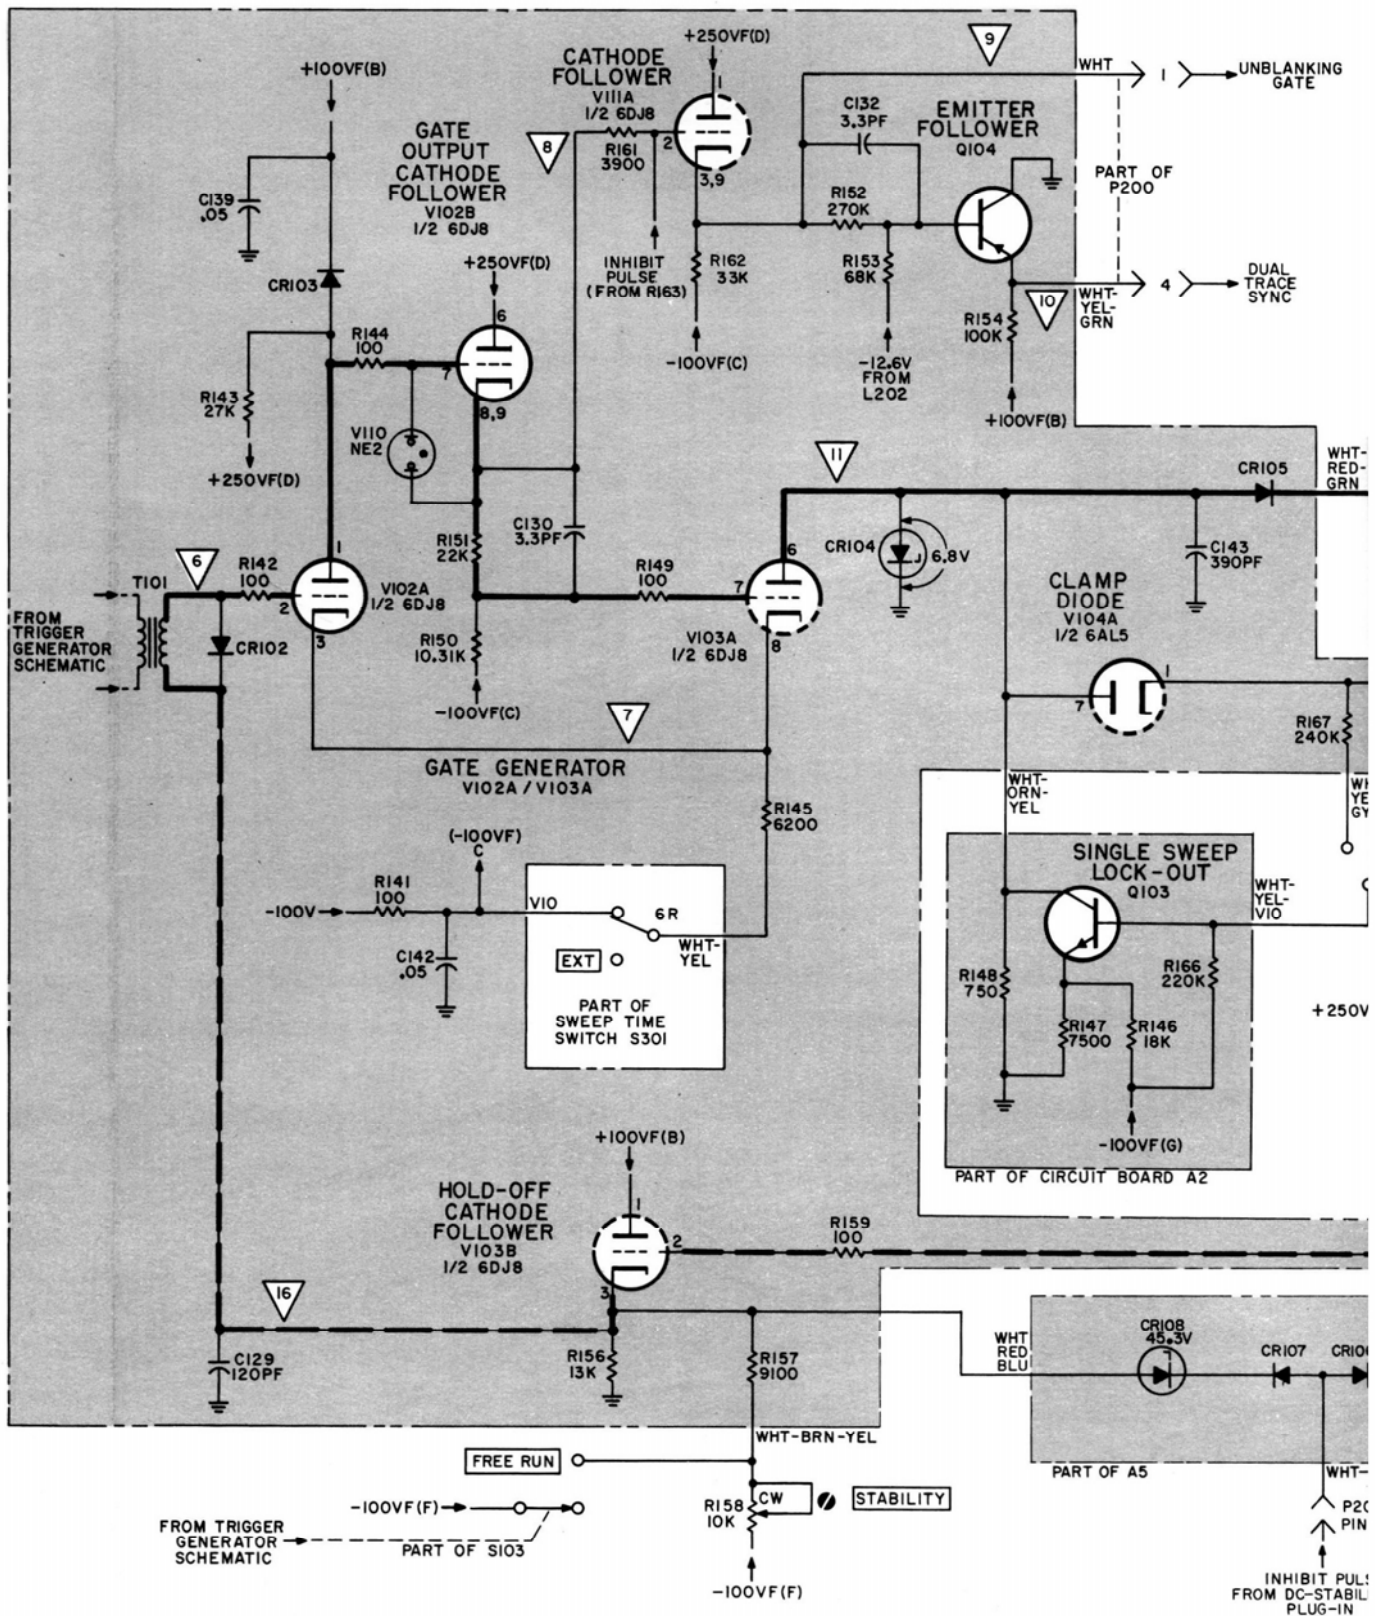 +250VF(D)
9
+100VF(B)
CATHODE
FOLLOWER
V111A
1/2 6DJ8
1
WHT
1
UNBLANKING
GATE
C132
3.3PF
EMITTER
FOLLOWER
Q104
GATE
OUTPUT
CATHODE
FOLLOWER
V102B
1/2 6DJ8
8
R161
3900
2
3,9
PART OF
P200
C139
.05
R152
270K
+250VF(D)
INHIBIT
PULSE
(FROM R163)
R162
33K
R153
68K
CR103
6
10
WHT-
YEL-
GRN
4
DUAL
TRACE
SYNC
R144
100
7
8,9
-100VF(C)
-12.6V
FROM
L202
R154
100K
+100VF(B)
R143
27K
V110
NE2
+250VF(D)
11
WHT-
RED-
GRN
CR105
C130
3.3PF
R151
22K
CR104
6.8V
C143
390PF
6
T101
6
R142
100
2
1
V102A
1/2 6DJ8
3
R149
100
7
6
8
V103A
1/2 6DJ8
CLAMP
DIODE
V104A
1/2 6AL5
FROM
TRIGGER
GENERATOR
SCHEMATIC
CR102
R150
10.31K
-100VF(C)
7
7
1
R167
240K
GATE GENERATOR
V102A/V103A
WHT-
ORN-
YEL
R145
6200
(-100VF)
C
SINGLE SWEEP
LOCK-OUT
Q103
R141
100
-100V
VIO
6R
WHT-
YEL
WHT-
YEL-
VIO
C142
.05
EXT
R148
750
R166
220K
PART OF
SWEEP TIME
SWITCH S301
R147
7500
R146
18K
+250V
+100VF(B)
-100VF(G)
PART OF CIRCUIT BOARD A2
HOLD-OFF
CATHODE
FOLLOWER
V103B
1/2 6DJ8
1
2
3
R159
100
16
C129
120PF
R156
13K
R157
9100
WHT
RED
BLU
CR108
45.3V
CR107
WHT-BRN-YEL
FREE RUN
PART OF A5
WHT-
-100VF(F)
R158
10K
CW
STABILITY
FROM TRIGGER
GENERATOR
SCHEMATIC
PART OF S103
PIN
-100VF(F)
INHIBIT
FROM
PLUG-IN